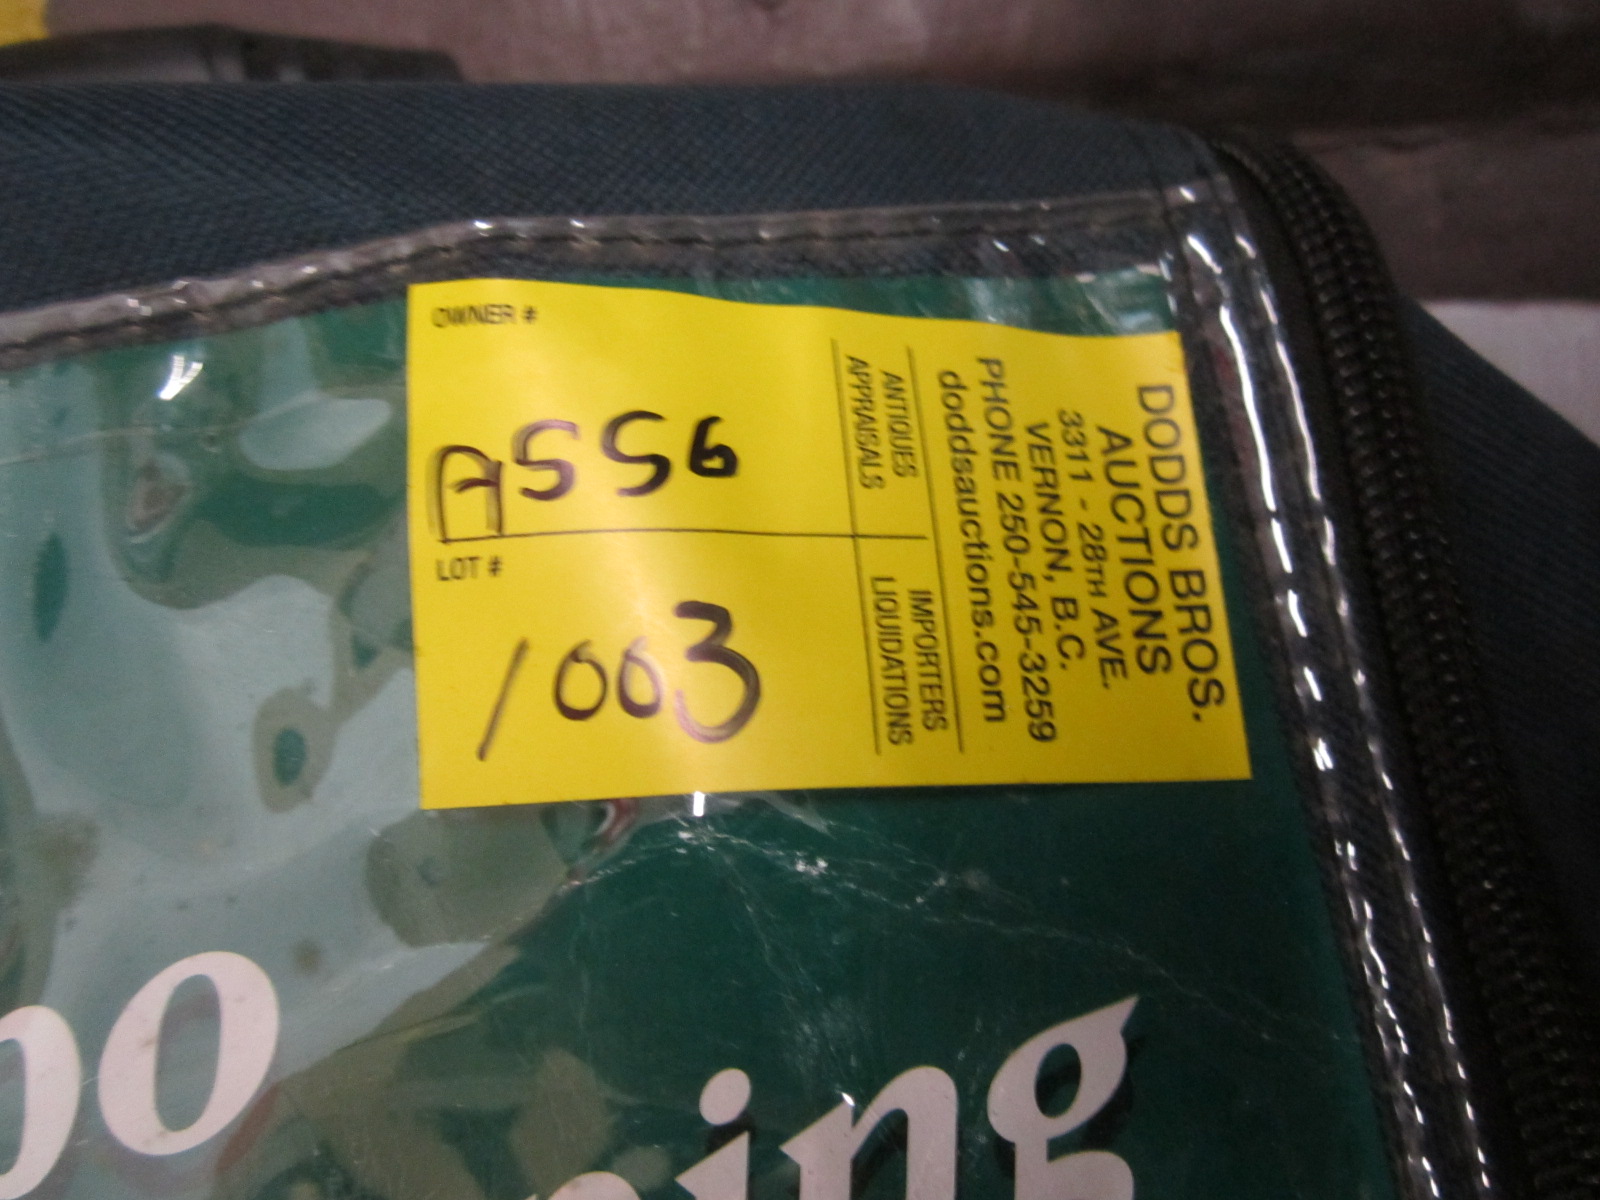 OWNER #
A556
LOT #
1003
ANTIQUES
APPRAISALS
IMPORTERS
LIQUIDATIONS
DODDS BROS.
AUCTIONS
3311 - 28TH AVE.
VERNON, B.C.
PHONE 250-545-3259
doddsauctions.com